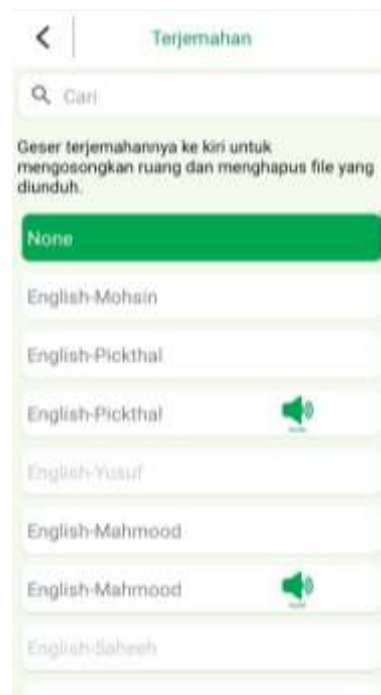 Terjemahan
Cari
Geser terjemahannya ke kiri untuk
mengosongkan ruang dan menghapus file yang
diunduh.
None
English-Mohsin
English-Pickthal
English-Pickthal
English-Yusuf
English-Mahmood
English-Mahmood
English-Saheeh